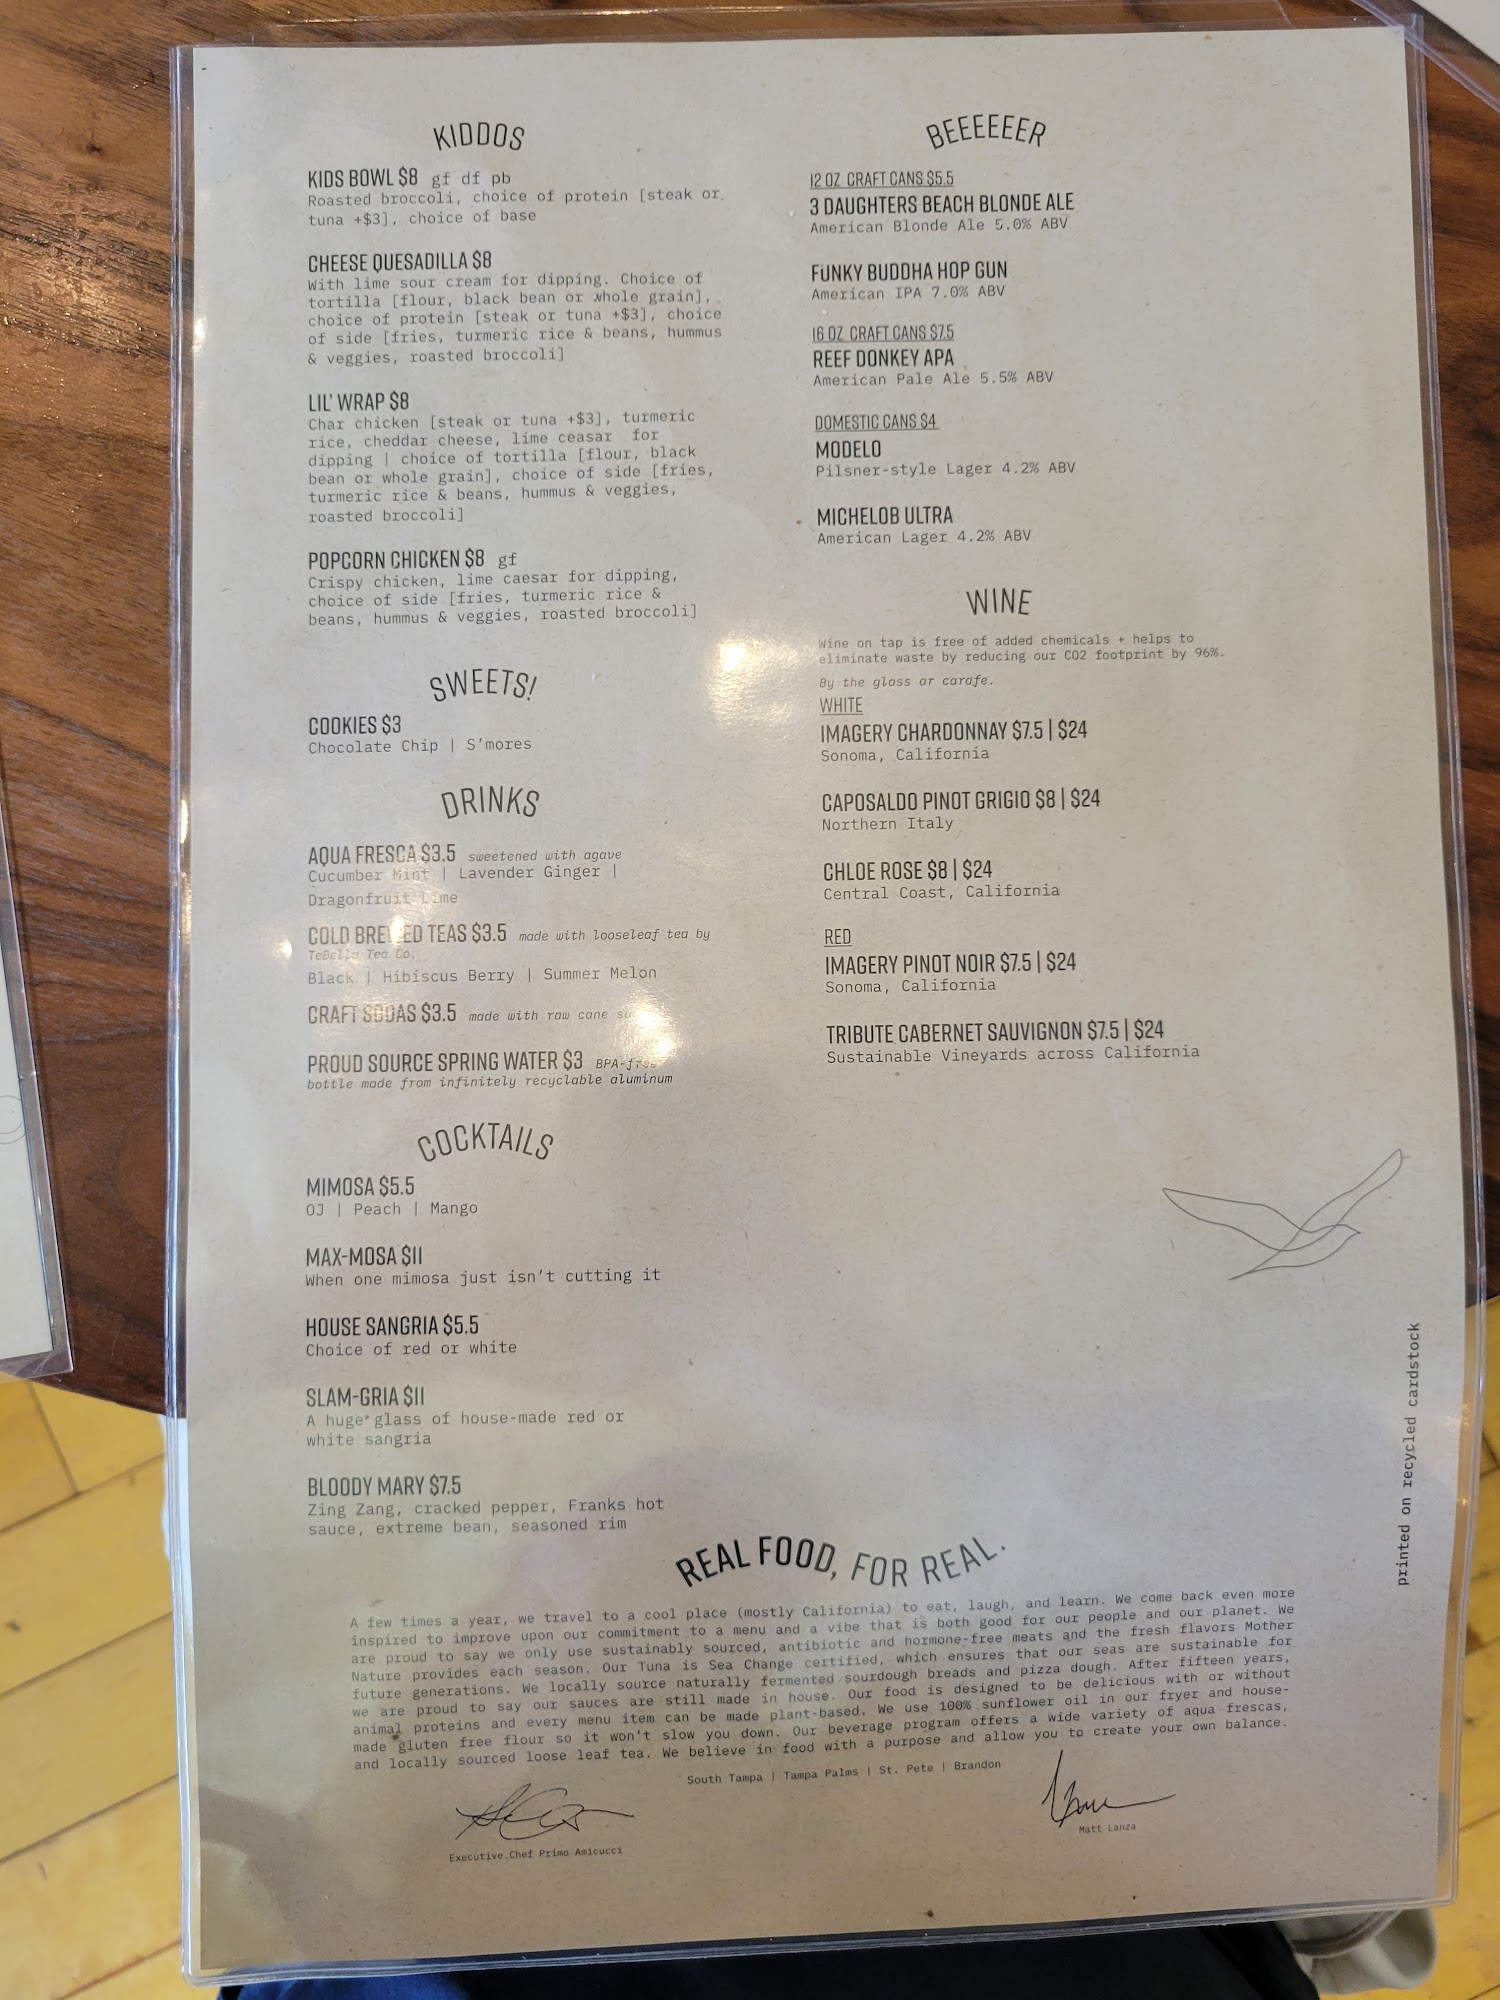 KIDDOS
KIDS BOWL $8 gf df pb
Roasted broccoli, choice of protein [steak or
tuna +$3], choice of base
CHEESE QUESADILLA $8
With lime sour cream for dipping. Choice of
tortilla [flour, black bean or whole grain],
choice of protein [steak or tuna +$3], choice
of side [fries, turmeric rice & beans, hummus
& veggies, roasted broccoli]
LIL' WRAP $8
Char chicken [steak or tuna +$3], turmeric
rice, cheddar cheese, lime ceasar for
dipping | choice of tortilla [flour, black
bean or whole grain], choice of side [fries,
turmeric rice & beans, hummus & veggies,
roasted broccoli]
POPCORN CHICKEN $8 gf
Crispy chicken, lime caesar for dipping,
choice of side [fries, turmeric rice &
beans, hummus & veggies, roasted broccoli]
SWEETS!
COOKIES $3
Chocolate Chip | S'mores
DRINKS
AQUA FRESCA $3.5 sweetened with agave
Cucumber Mint | Lavender Ginger |
Dragonfruit Lime
COLD BREWED TEAS $3.5 made with looseleaf tea by
TeBella Tea Co.
Black | Hibiscus Berry | Summer Melon
CRAFT SODAS $3.5 made with raw cane
PROUD SOURCE SPRING WATER $3 BPA-free
bottle made from infinitely recyclable aluminum
COCKTAILS
MIMOSA $5.5
OJ | Peach | Mango
MAX-MOSA $11
When one mimosa just isn't cutting it
HOUSE SANGRIA $5.5
Choice of red or white
SLAM-GRIA $11
A huge glass of house-made red or
white sangria
BLOODY MARY $7.5
Zing Zang, cracked pepper, Franks hot
sauce, extreme bean, seasoned rim
BEEEEEER
12 OZ CRAFT CANS $5.5
3 DAUGHTERS BEACH BLONDE ALE
American Blonde Ale 5.0% ABV
FUNKY BUDDHA HOP GUN
American IPA 7.0% ABV
16 OZ CRAFT CANS $7.5
REEF DONKEY APA
American Pale Ale 5.5% ABV
DOMESTIC CANS $4
MODELO
Pilsner-style Lager 4.2% ABV
MICHELOB ULTRA
American Lager 4.2% ABV
WINE
Wine on tap is free of added chemicals + helps to
eliminate waste by reducing our CO2 footprint by 96%.
By the glass or carafe.
WHITE
IMAGERY CHARDONNAY $7.5 | $24
Sonoma, California
CAPOSALDO PINOT GRIGIO $8 | $24
Northern Italy
CHLOE ROSE $8 | $24
Central Coast, California
RED
IMAGERY PINOT NOIR $7.5 | $24
Sonoma, California
TRIBUTE CABERNET SAUVIGNON $7.5 | $24
Sustainable Vineyards across California
printed on recycled cardstock
REAL FOOD, FOR REAL.
A few times a year, we travel to a cool place (mostly California) to eat, laugh, and learn. We come back even more
inspired to improve upon our commitment to a menu and a vibe that is both good for our people and our planet. We
are proud to say we only use sustainably sourced, antibiotic and hormone-free meats and the fresh flavors Mother
Nature provides each season. Our Tuna is Sea Change certified, which ensures that our seas are sustainable for
future generations. We locally source naturally fermented sourdough breads and pizza dough. After fifteen years,
we are proud to say our sauces are still made in house. Our food is designed to be delicious with or without
animal proteins and every menu item can be made plant-based. We use 100% sunflower oil in our fryer and house-
made gluten free flour so it won't slow you down. Our beverage program offers a wide variety of aqua frescas,
and locally sourced loose leaf tea. We believe in food with a purpose and allow you to create your own balance.
South Tampa | Tampa Palms | St. Pete | Brandon
Executive Chef Primo Amicucci
Matt Lanza